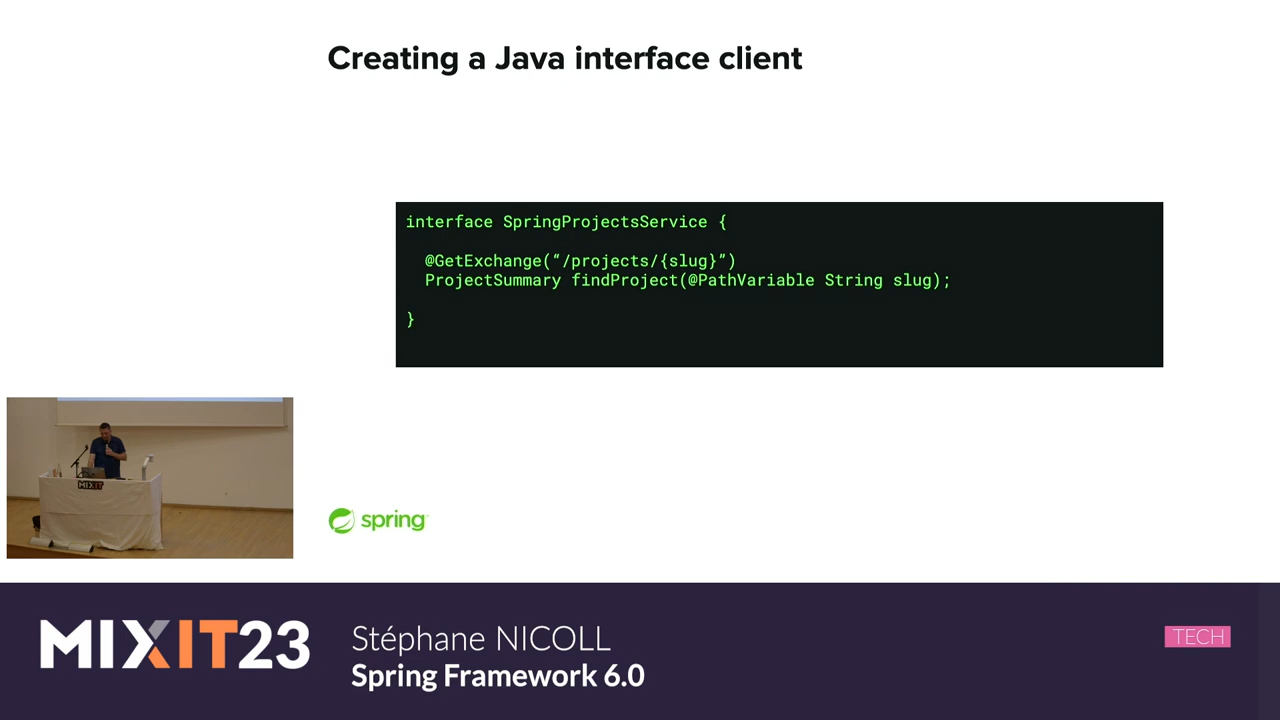 Creating a Java interface client
interface SpringProjectsService {
@GetExchange(“/projects/{slug}”)
ProjectSummary findProject(@PathVariable String slug);
}
MIXIT
spring
MIXIT23
Stéphane NICOLL
Spring Framework 6.0
TECH